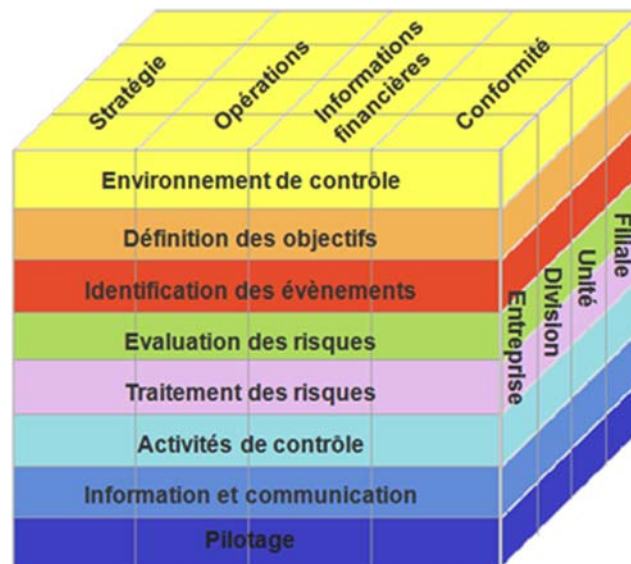 Stratégie
Opérations
Informations
financières
Conformité
Environnement de contrôle
Définition des objectifs
Identification des évènements
Evaluation des risques
Traitement des risques
Activités de contrôle
Information et communication
Pilotage
Entreprise
Division
Unité
Filiale